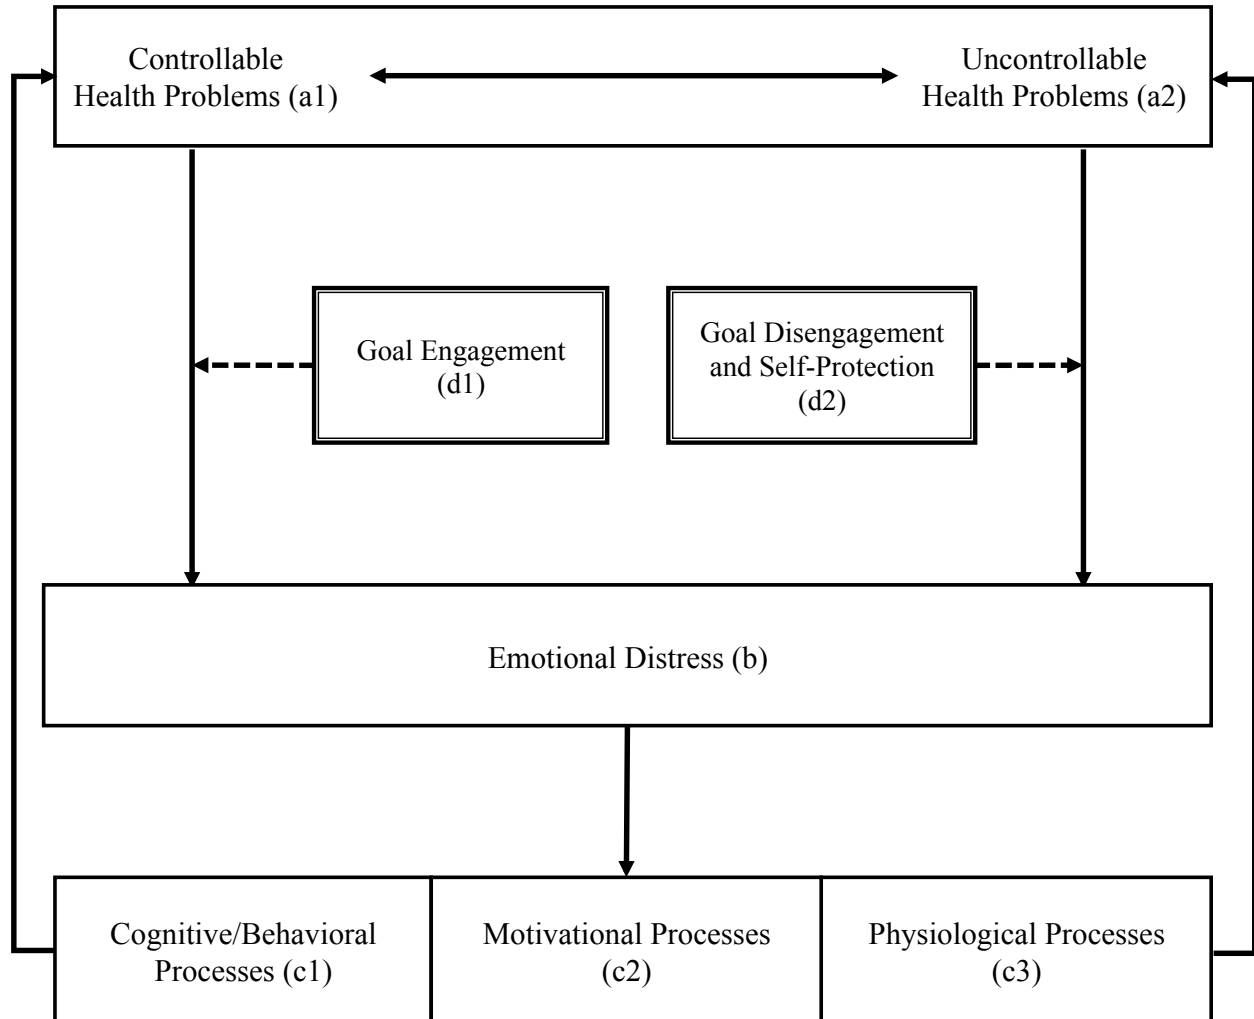 Controllable
Health Problems (a1)
Uncontrollable
Health Problems (a2)
Goal Engagement
(d1)
Goal Disengagement
and Self-Protection
(d2)
Emotional Distress (b)
Cognitive/Behavioral
Processes (c1)
Motivational Processes
(c2)
Physiological Processes
(c3)